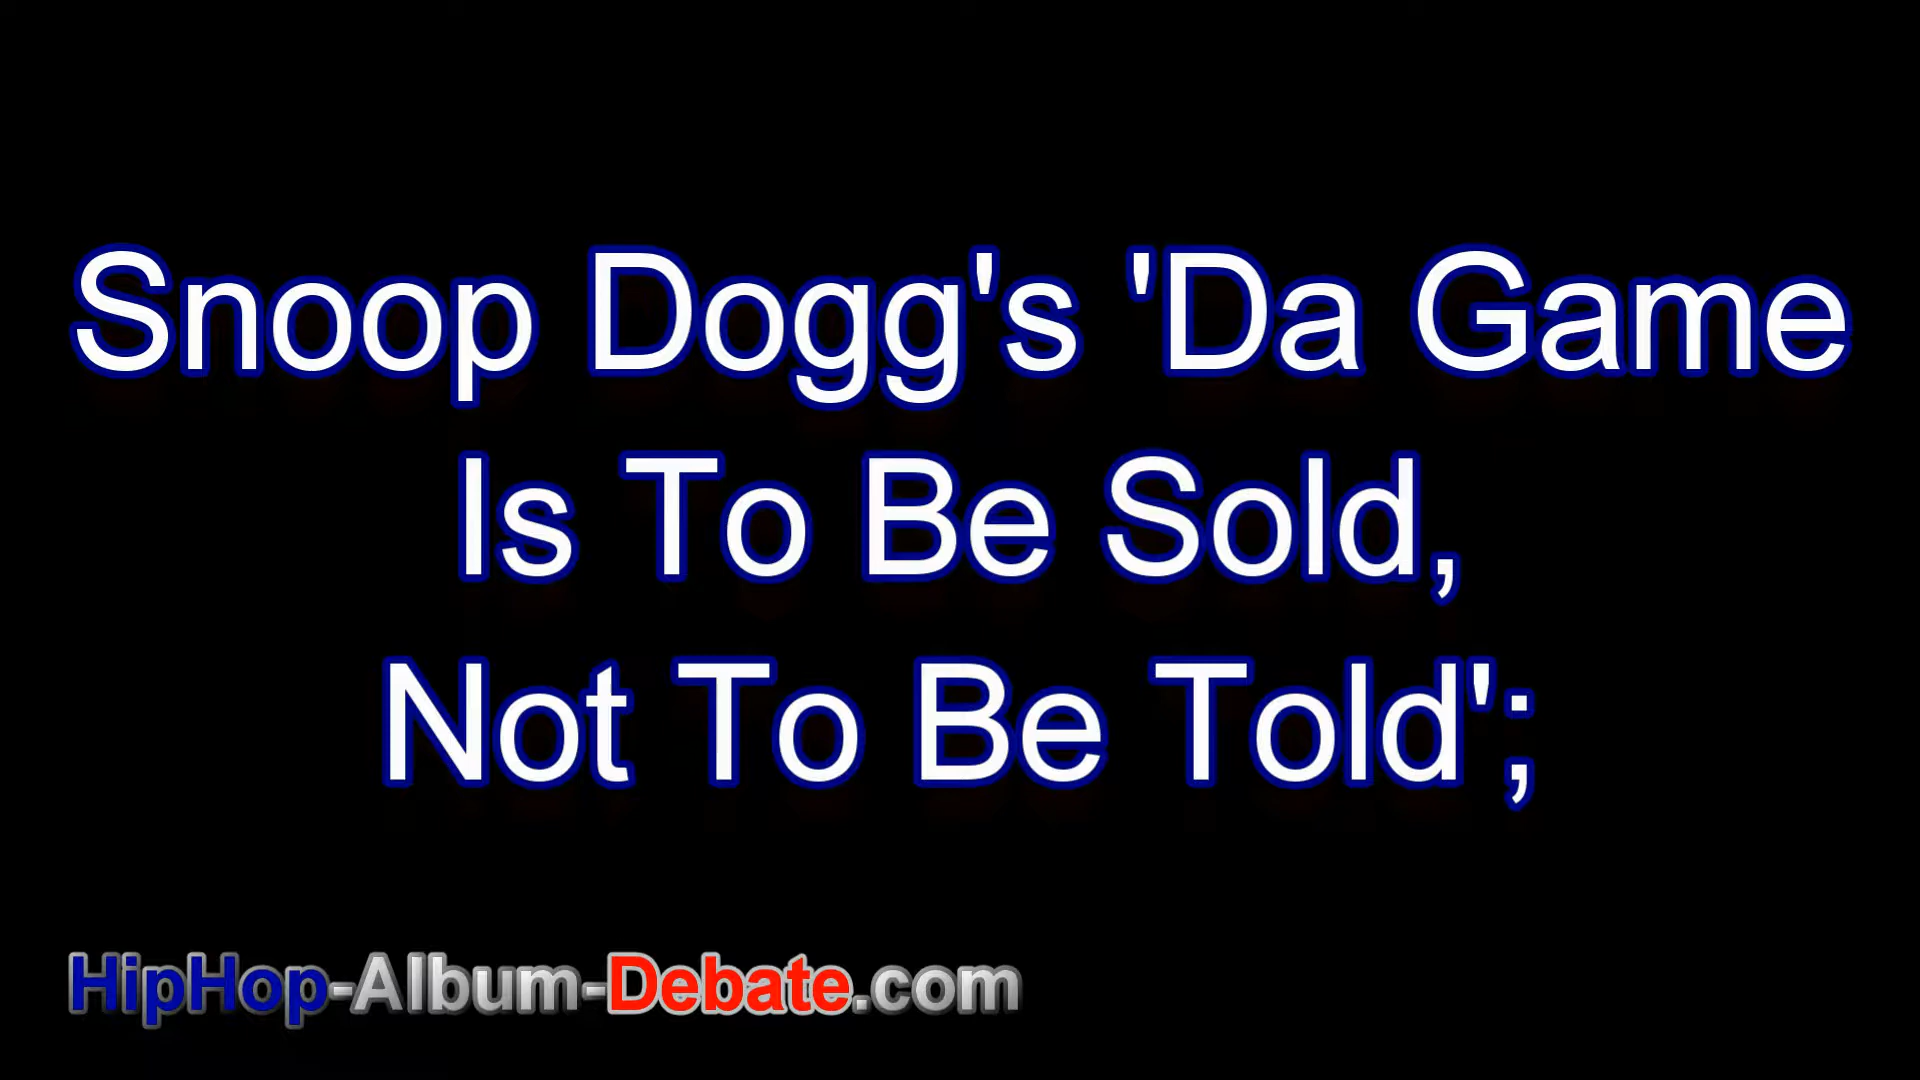 Snoop Dogg's 'Da Game
Is To Be Sold,
Not To Be Told';
HipHop-Album-Debate.com